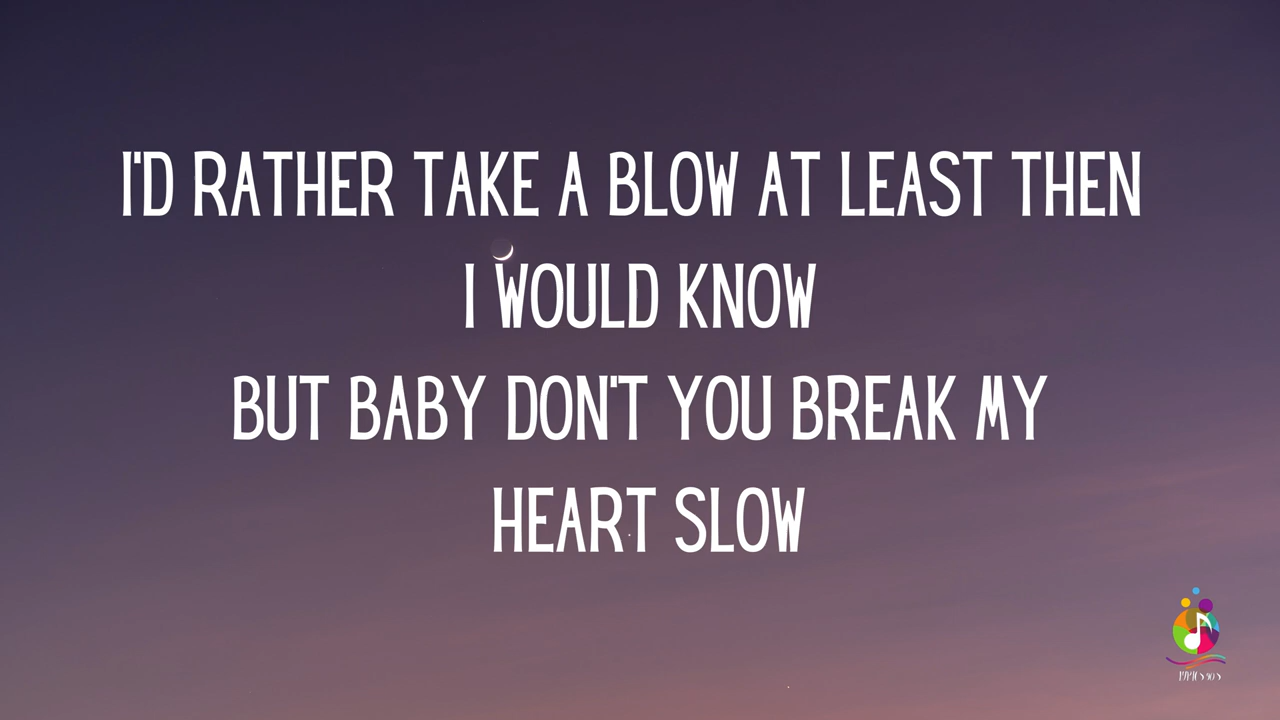 I'D RATHER TAKE A BLOW AT LEAST THEN
I WOULD KNOW
BUT BABY DON'T YOU BREAK MY
HEART SLOW